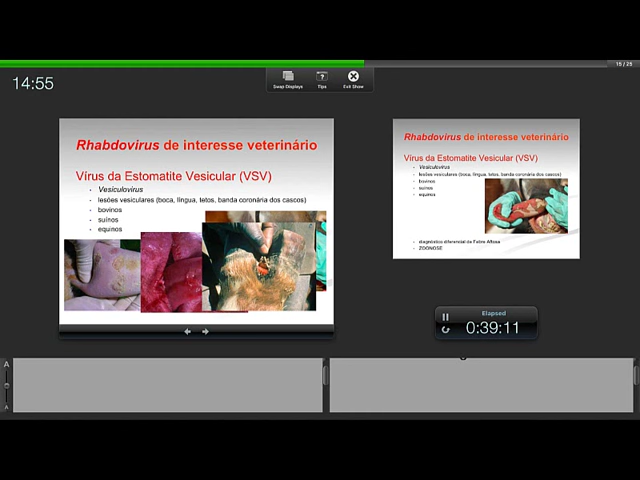 15 / 25
14:55
Swap Displays
Tips
Exit Show
Rhabdovirus de interesse veterinário
Vírus da Estomatite Vesicular (VSV)
- Vesiculovírus
- lesões vesiculares (boca, língua, tetos, banda coronária dos cascos)
- bovinos
- suínos
- equinos
Rhabdovirus de interesse veterinário
Vírus da Estomatite Vesicular (VSV)
- Vesiculovírus
- lesões vesiculares (boca, língua, tetos, banda coronária dos cascos)
- bovinos
- suínos
- equinos
- diagnóstico diferencial de Febre Aftosa
- ZOONOSE
Elapsed
0:39:11
A
A